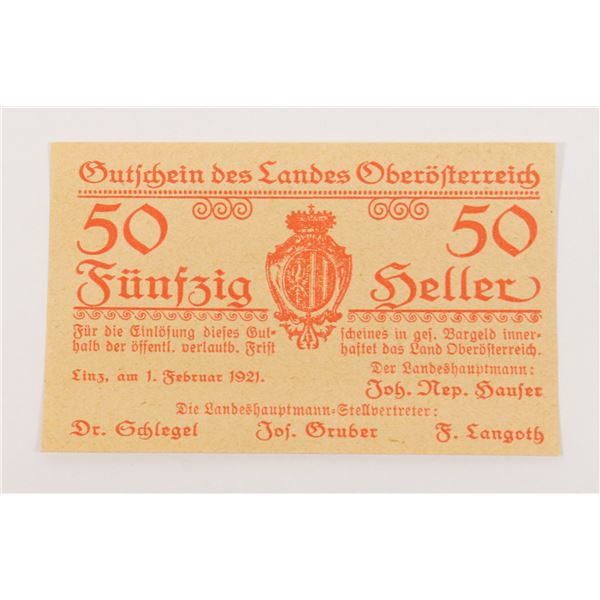 Gutschein des Landes Oberösterreich
50 50
Fünfzig Heller
Für die Einlösung dieses Gut- scheines in ges. Bargeld inner-
halb der öffentl. verlautb. Frist haftet das Land Oberösterreich.
Linz, am 1. Februar 1921. Der Landeshauptmann:
Joh. Nep. Hauser
Die Landeshauptmann-Stellvertreter:
Dr. Schlegel Jos. Gruber F. Langoth